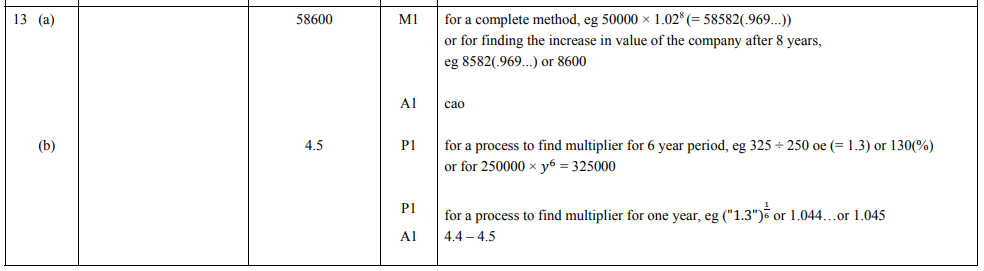 13 (a) 58600 M1 for a complete method, eg 50000 × 1.02⁸ (= 58582(.969...))
or for finding the increase in value of the company after 8 years,
eg 8582(.969...) or 8600
A1 cao
(b) 4.5 P1 for a process to find multiplier for 6 year period, eg 325 ÷ 250 oe (= 1.3) or 130(%)
or for 250000 × y⁶ = 325000
P1 for a process to find multiplier for one year, eg ("1.3")^(1/6) or 1.044…or 1.045
A1 4.4 – 4.5